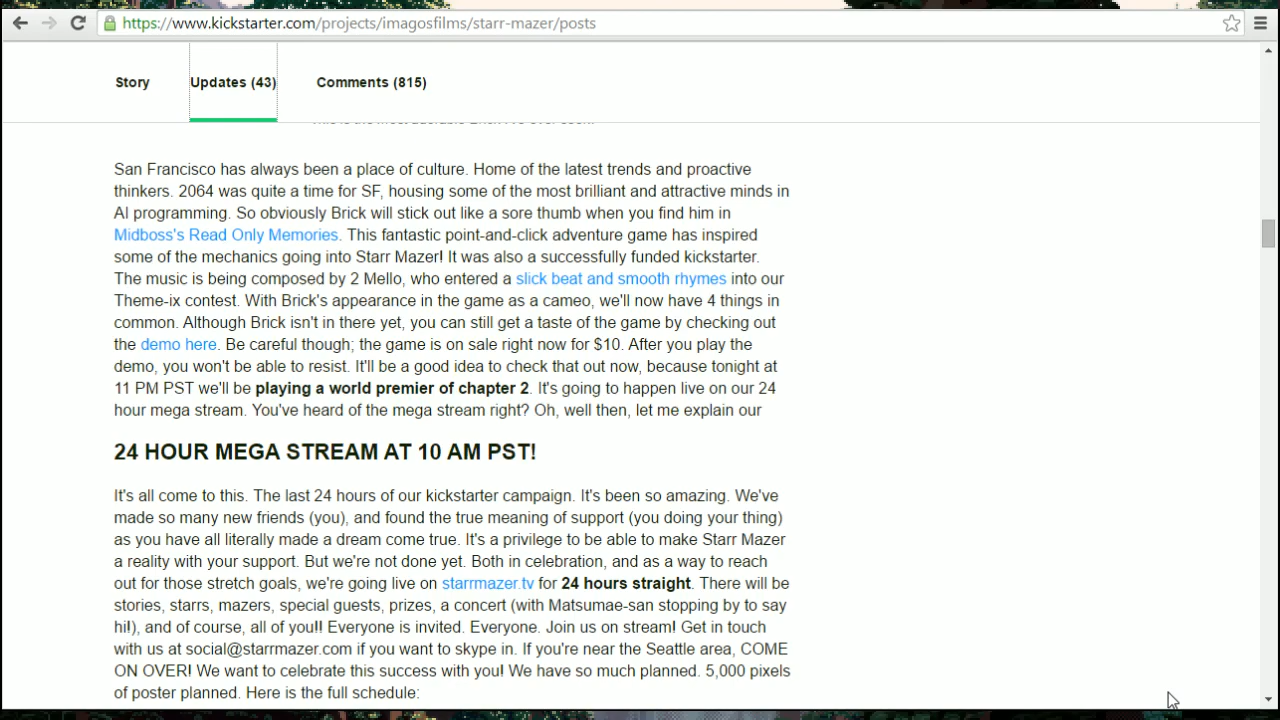 https://www.kickstarter.com/projects/imagosfilms/starr-mazer/posts
Story
Updates (43)
Comments (815)
San Francisco has always been a place of culture. Home of the latest trends and proactive
thinkers. 2064 was quite a time for SF, housing some of the most brilliant and attractive minds in
AI programming. So obviously Brick will stick out like a sore thumb when you find him in
Midboss's Read Only Memories. This fantastic point-and-click adventure game has inspired
some of the mechanics going into Starr Mazer! It was also a successfully funded kickstarter.
The music is being composed by 2 Mello, who entered a slick beat and smooth rhymes into our
Theme-ix contest. With Brick's appearance in the game as a cameo, we'll now have 4 things in
common. Although Brick isn't in there yet, you can still get a taste of the game by checking out
the demo here. Be careful though; the game is on sale right now for $10. After you play the
demo, you won't be able to resist. It'll be a good idea to check that out now, because tonight at
11 PM PST we'll be playing a world premier of chapter 2. It's going to happen live on our 24
hour mega stream. You've heard of the mega stream right? Oh, well then, let me explain our
24 HOUR MEGA STREAM AT 10 AM PST!
It's all come to this. The last 24 hours of our kickstarter campaign. It's been so amazing. We've
made so many new friends (you), and found the true meaning of support (you doing your thing)
as you have all literally made a dream come true. It's a privilege to be able to make Starr Mazer
a reality with your support. But we're not done yet. Both in celebration, and as a way to reach
out for those stretch goals, we're going live on starrmazer.tv for 24 hours straight. There will be
stories, starrs, mazers, special guests, prizes, a concert (with Matsumae-san stopping by to say
hi!), and of course, all of you!! Everyone is invited. Everyone. Join us on stream! Get in touch
with us at social@starrmazer.com if you want to skype in. If you're near the Seattle area, COME
ON OVER! We want to celebrate this success with you! We have so much planned. 5,000 pixels
of poster planned. Here is the full schedule: